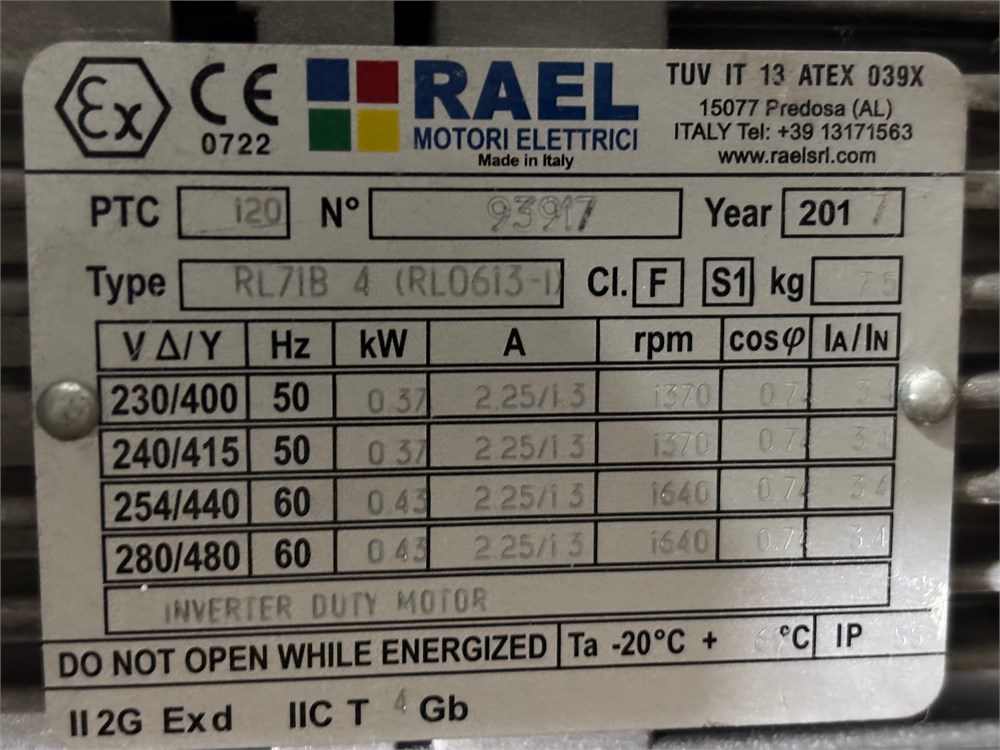 Ex CE 0722
RAEL
MOTORI ELETTRICI
Made in Italy
TUV IT 13 ATEX 039X
15077 Predosa (AL)
ITALY Tel: +39 13171563
www.raelsrl.com
PTC 120 N° 93917 Year 2017
Type RL71B 4 (RL0613-1) Cl. F S1 kg 7 5
V Δ/Y Hz kW A rpm cosφ IA/IN
230/400 50 0.37 2.25/1.3 1370 0.74 3.4
240/415 50 0.37 2.25/1.3 1370 0.74 3.4
254/440 60 0.43 2.25/1.3 1640 0.74 3.4
280/480 60 0.43 2.25/1.3 1640 0.74 3.4
INVERTER DUTY MOTOR
DO NOT OPEN WHILE ENERGIZED Ta -20°C + °C IP 55
II 2G Ex d IIC T 4 Gb